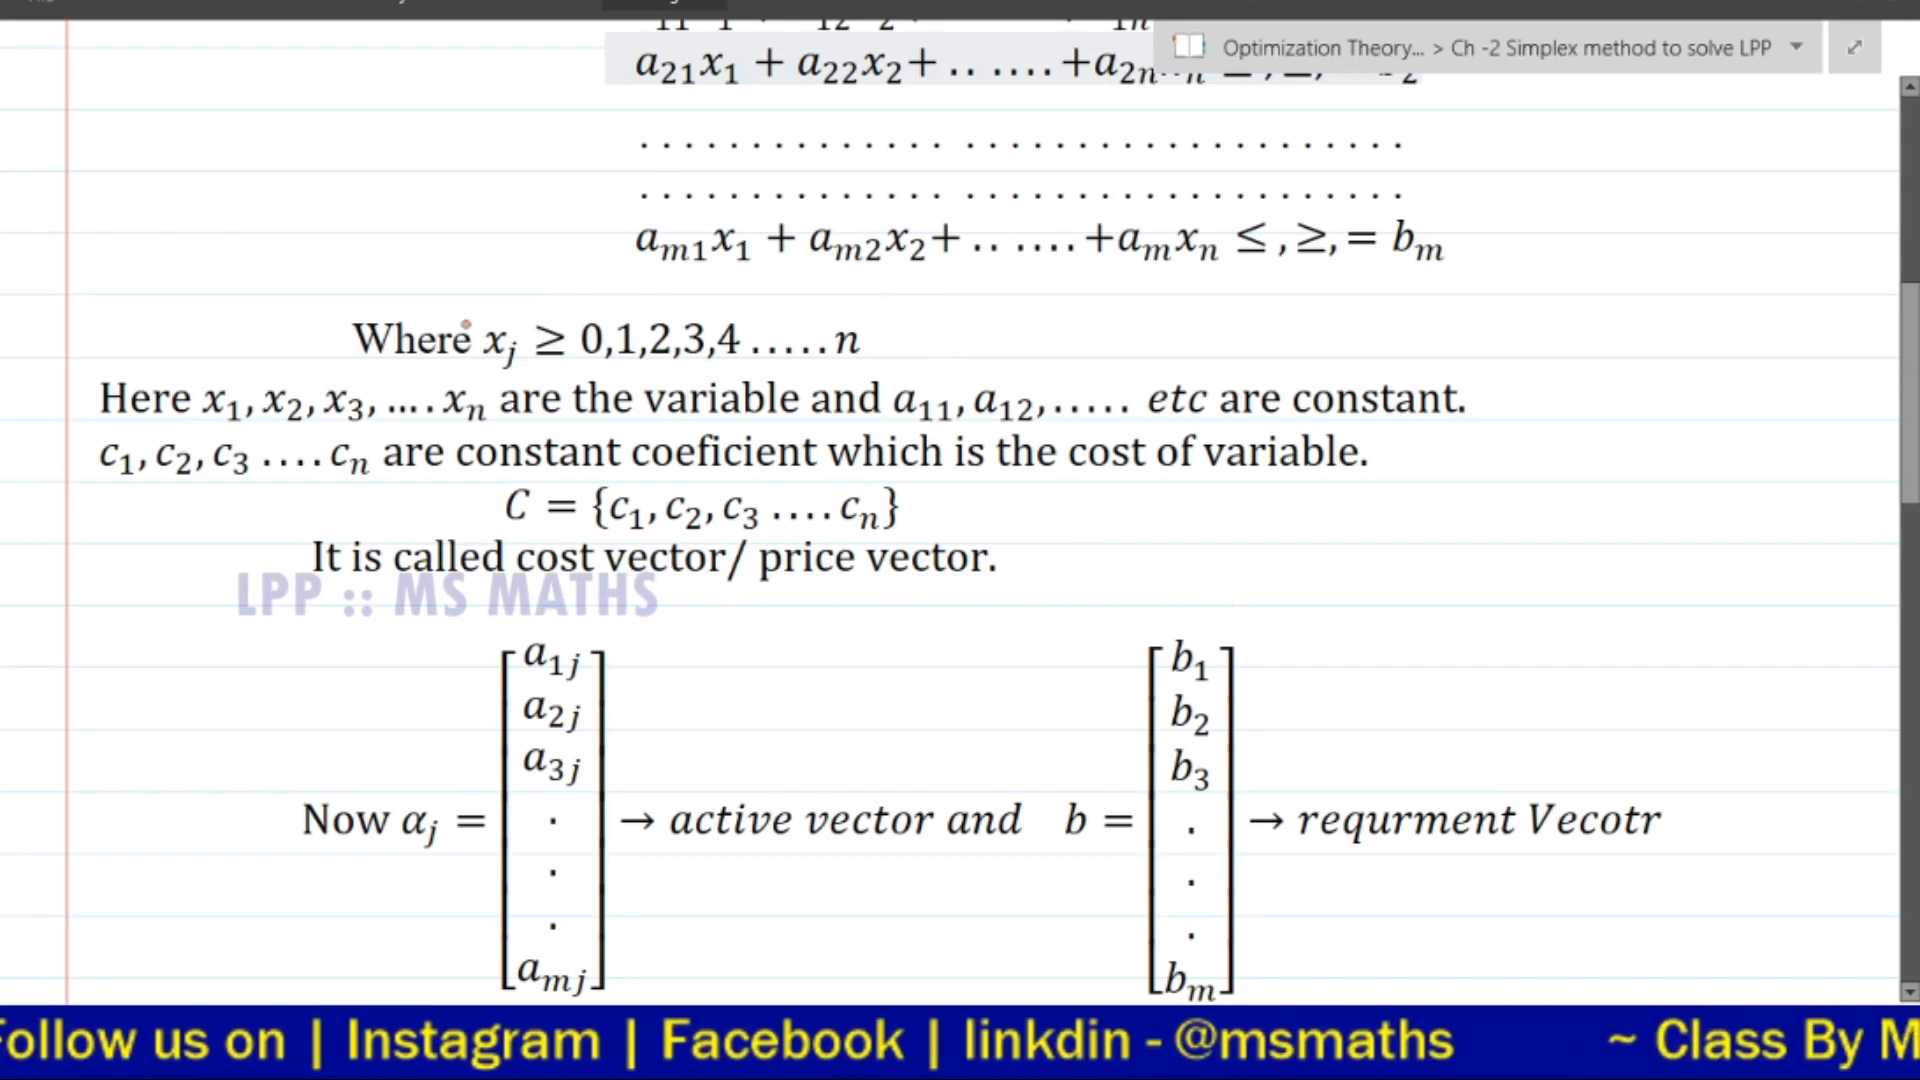 Optimization Theory... > Ch -2 Simplex method to solve LPP
a₂₁x₁ + a₂₂x₂+ .. ....+a₂ₙ
. . . . . . . . . . . . . . . . . . . . . . . . . . . . . .
. . . . . . . . . . . . . . . . . . . . . . . . . . . . . .
aₘ₁x₁ + aₘ₂x₂+ .. ....+aₘxₙ ≤ ,≥, = bₘ
Where xⱼ ≥ 0,1,2,3,4 .....n
Here x₁, x₂, x₃, .... xₙ are the variable and a₁₁, a₁₂, ..... etc are constant.
c₁, c₂, c₃ .... cₙ are constant coeficient which is the cost of variable.
C = {c₁, c₂, c₃ .... cₙ}
It is called cost vector/ price vector.
LPP :: MS MATHS
Now αⱼ = [a₁ⱼ a₂ⱼ a₃ⱼ . . . aₘⱼ] → active vector and b = [b₁ b₂ b₃ . . . bₘ] → requrment Vecotr
ollow us on | Instagram | Facebook | linkdin - @msmaths ~ Class By M